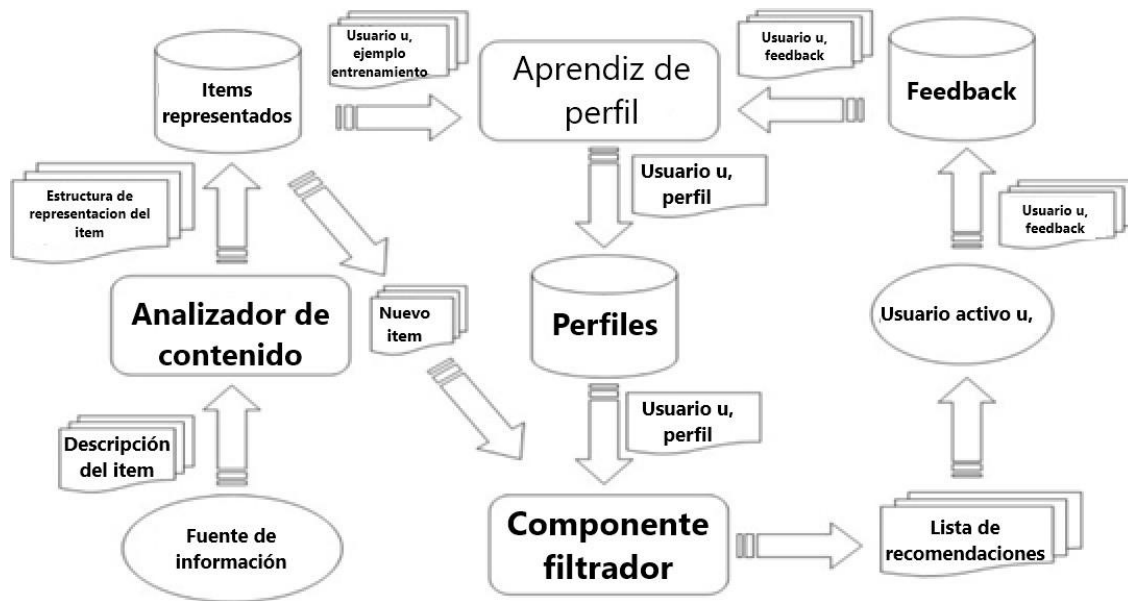 Usuario u,
ejemplo
entrenamiento
Usuario u,
feedback
Items
representados
Aprendiz de
perfil
Feedback
Estructura de
representacion del
item
Usuario u,
perfil
Usuario u,
feedback
Analizador de
contenido
Nuevo
item
Perfiles
Usuario activo u,
Descripción
del item
Usuario u,
perfil
Fuente de
información
Componente
filtrador
Lista de
recomendaciones